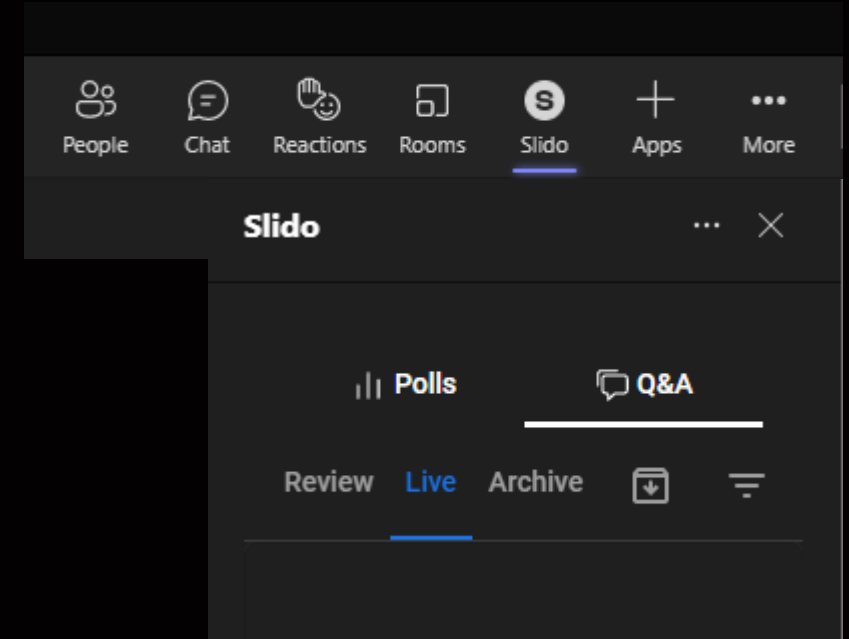 People Chat Reactions Rooms Slido Apps More
Slido
Polls Q&A
Review Live Archive